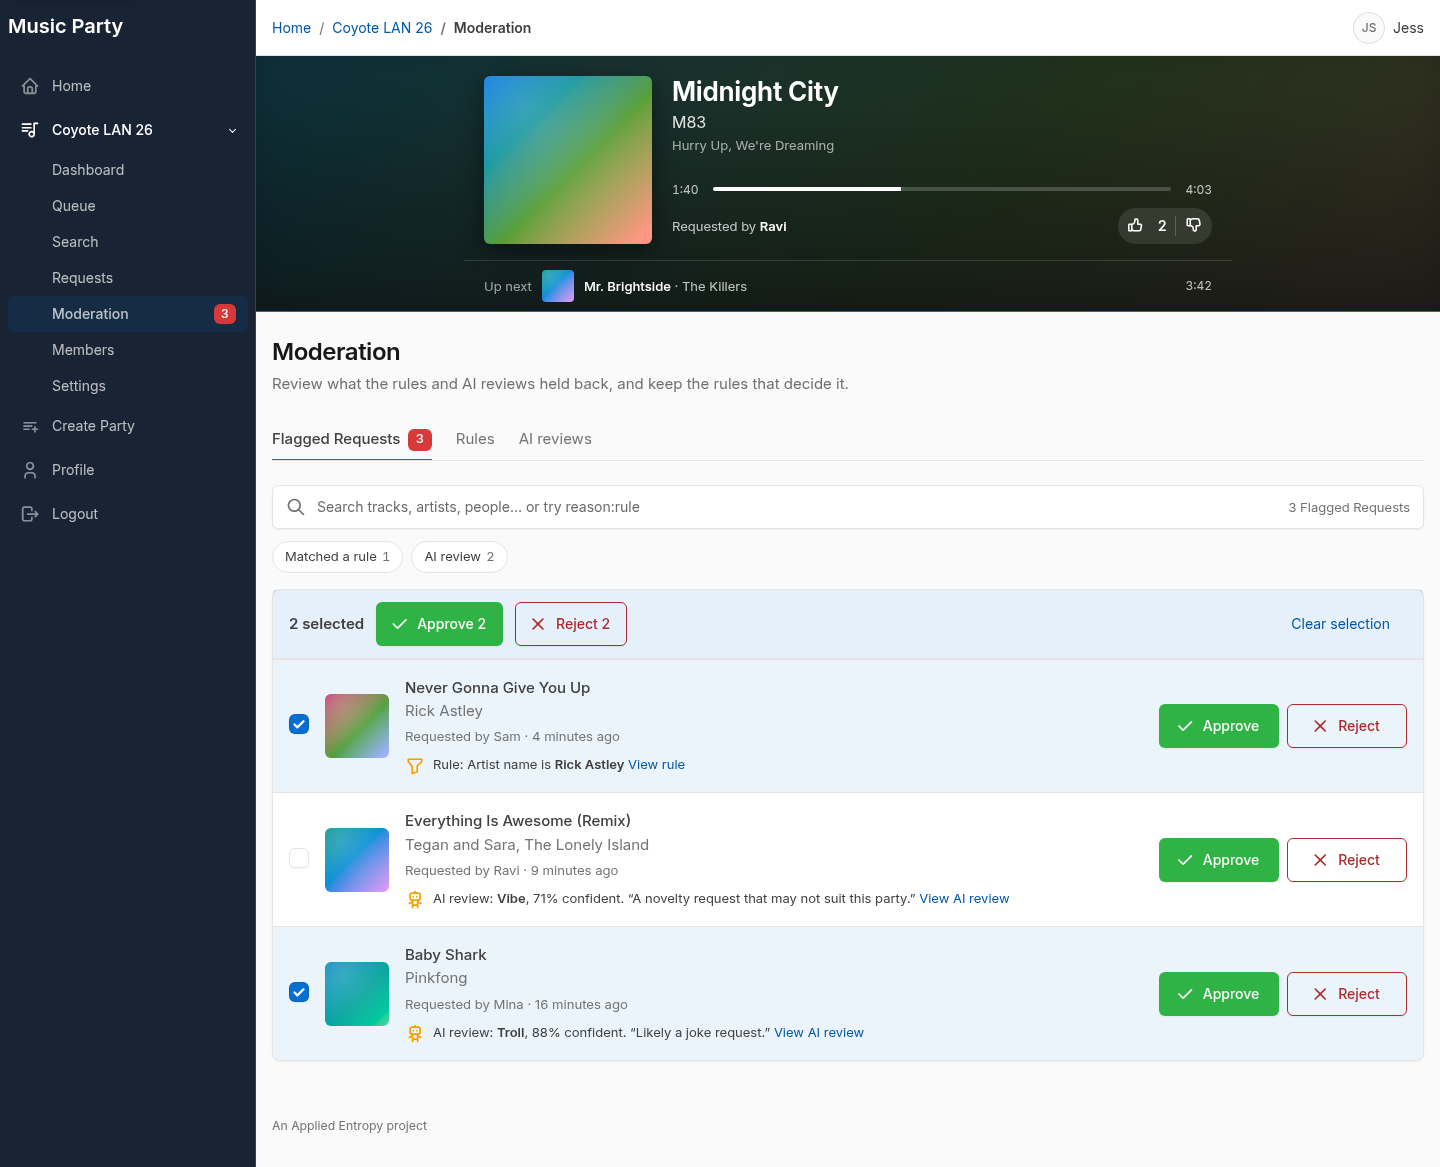 Music Party
Home
Coyote LAN 26
Dashboard
Queue
Search
Requests
Moderation 3
Members
Settings
Create Party
Profile
Logout
Home / Coyote LAN 26 / Moderation
JS Jess
Midnight City
M83
Hurry Up, We're Dreaming
1:40 4:03
Requested by Ravi 2
Up next Mr. Brightside · The Killers 3:42
Moderation
Review what the rules and AI reviews held back, and keep the rules that decide it.
Flagged Requests 3 Rules AI reviews
Search tracks, artists, people... or try reason:rule 3 Flagged Requests
Matched a rule 1 AI review 2
2 selected Approve 2 Reject 2 Clear selection
Never Gonna Give You Up
Rick Astley
Requested by Sam · 4 minutes ago
Rule: Artist name is Rick Astley View rule
Approve Reject
Everything Is Awesome (Remix)
Tegan and Sara, The Lonely Island
Requested by Ravi · 9 minutes ago
AI review: Vibe, 71% confident. “A novelty request that may not suit this party.” View AI review
Approve Reject
Baby Shark
Pinkfong
Requested by Mina · 16 minutes ago
AI review: Troll, 88% confident. “Likely a joke request.” View AI review
Approve Reject
An Applied Entropy project